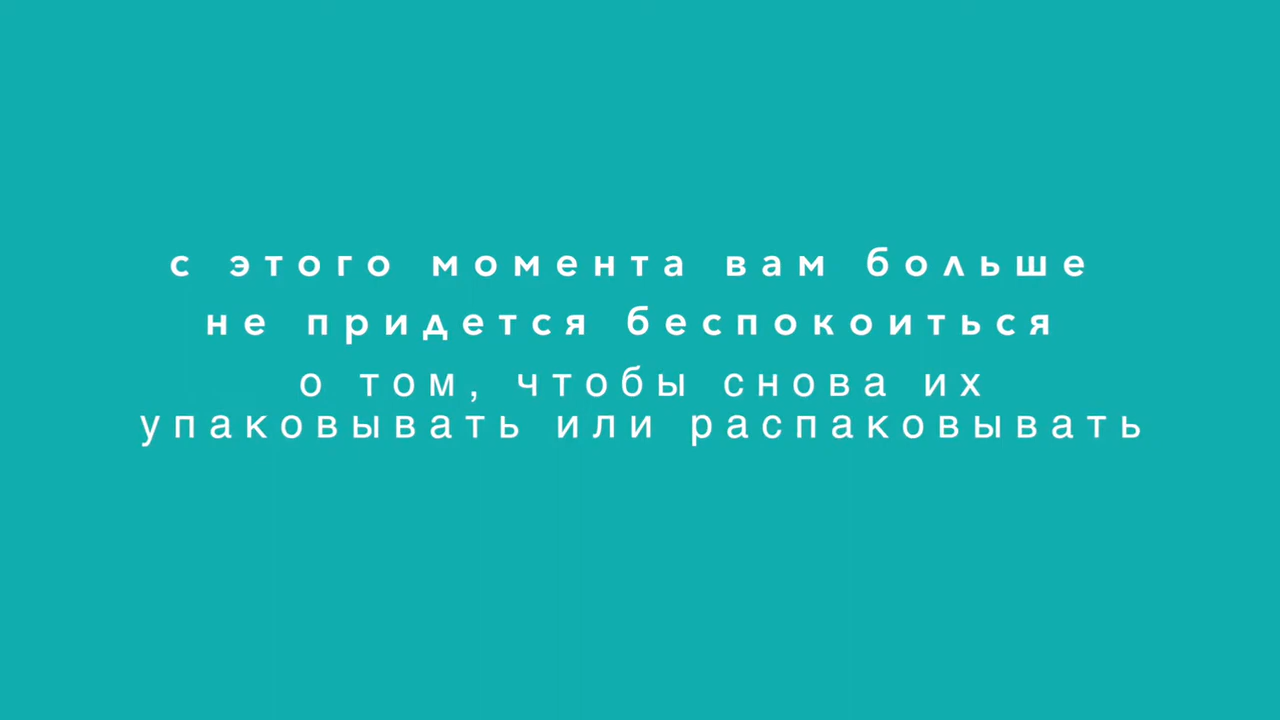 с этого момента вам больше
не придется беспокоиться
о том, чтобы снова их
упаковывать или распаковывать